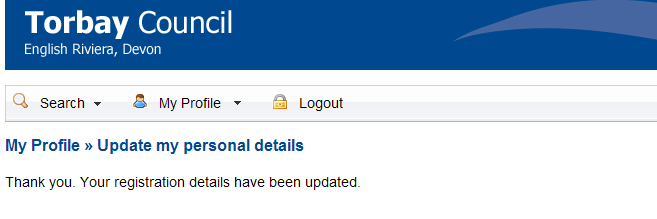 Torbay Council
English Riviera, Devon
Search My Profile Logout
My Profile » Update my personal details
Thank you. Your registration details have been updated.